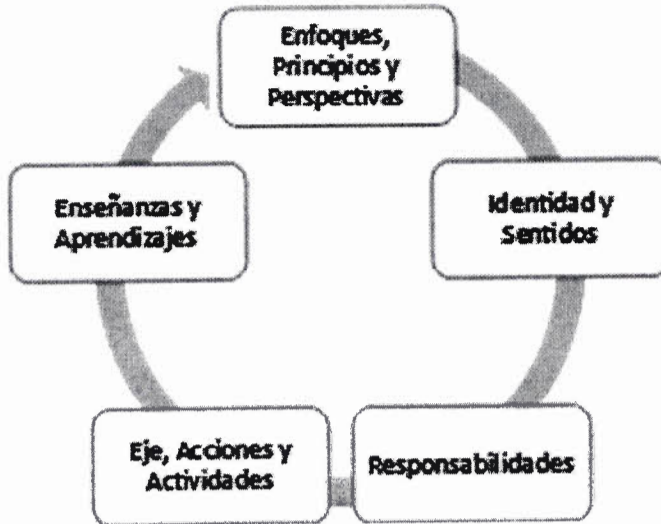 Enfoques,
Principios y
Perspectivas
Identidad y
Sentidos
Responsabilidades
Eje, Acciones y
Actividades
Enseñanzas y
Aprendizajes